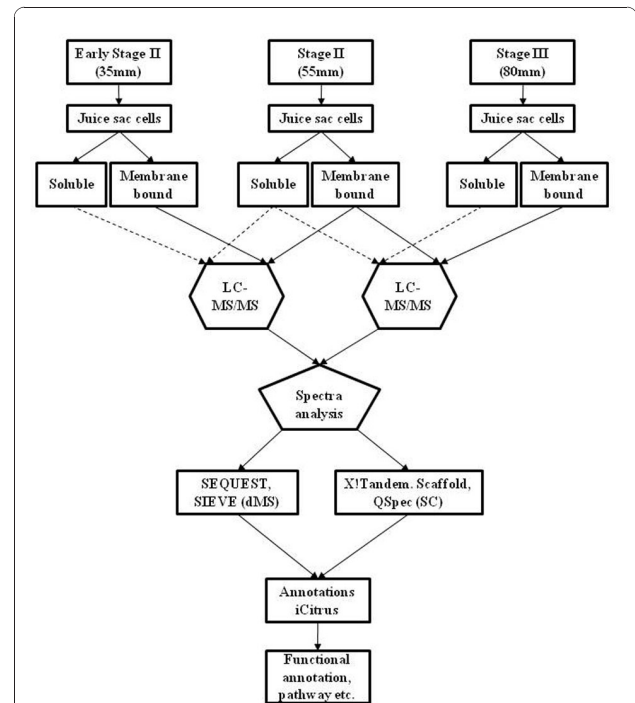 Early Stage II
(35mm)
Stage II
(55mm)
Stage III
(80mm)
Juice sac cells
Juice sac cells
Juice sac cells
Soluble
Membrane
bound
Soluble
Membrane
bound
Soluble
Membrane
bound
LC-
MS/MS
LC-
MS/MS
Spectra
analysis
SEQUEST,
SIEVE (dMS)
X!Tandem. Scaffold,
QSpec (SC)
Annotations
iCitrus
Functional
annotation,
pathway etc.